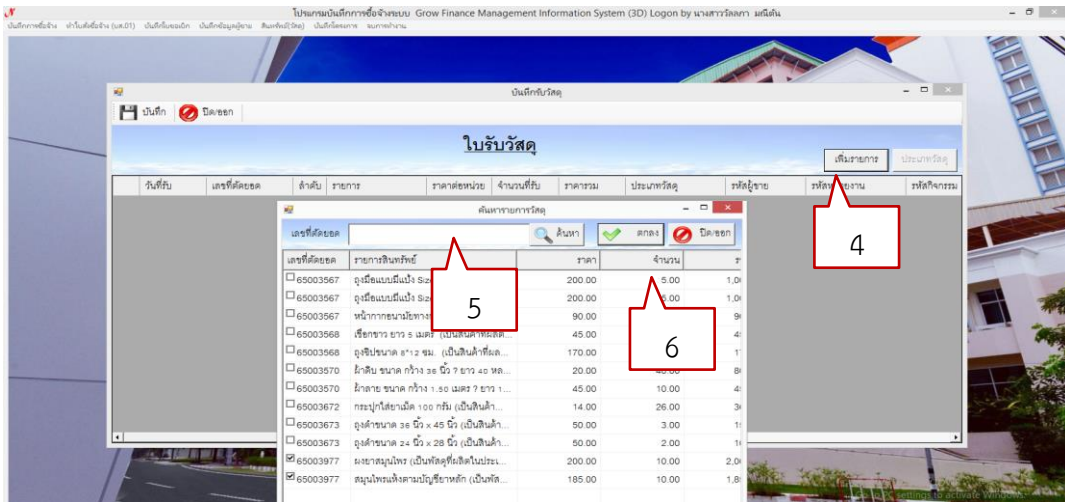 โปรแกรมบันทึกการซื้อจ้างระบบ Grow Finance Management Information System (3D) Logon by นางสาววัลลภา มณีตัน
บันทึกการซื้อจ้าง ทำใบสั่งซื้อจ้าง (บส.01) บันทึกใบขอเบิก บันทึกข้อมูลผู้ขาย สินทรัพย์(วัสดุ) บันทึกโครงการ จบการทำงาน
บันทึกรับวัสดุ
บันทึก ปิด/ออก
ใบรับวัสดุ
เพิ่มรายการ ประเภทวัสดุ
วันที่รับ เลขที่ตัดยอด ลำดับ รายการ ราคาต่อหน่วย จำนวนที่รับ ราคารวม ประเภทวัสดุ รหัสผู้ขาย รหัสกิจกรรม
4
ค้นหารายการวัสดุ
เลขที่ตัดยอด ค้นหา ตกลง ปิด/ออก
เลขที่ตัดยอด รายการสินทรัพย์ ราคา จำนวน
65003567 ถุงมือแบบมีแป้ง 200.00 5.00
65003567 ถุงมือแบบมีแป้ง 200.00
65003567 90.00
65003568 เชือกขาว ยาว 5 เมตร (เป็นสินค้าที่ผลิต... 45.00
65003568 ถุงซิปขนาด 8*12 ซม. (เป็นสินค้าที่ผล... 170.00
65003570 ผ้าดิบ ขนาด กว้าง 36 นิ้ว ? ยาว 40 หล... 20.00
65003570 ผ้าลาย ขนาด กว้าง 1.50 เมตร ? ยาว 1... 45.00 10.00
65003672 กระปุกใส่ยาเม็ด 100 กรัม (เป็นสินค้า... 14.00 26.00
65003673 ถุงดำขนาด 36 นิ้ว x 45 นิ้ว (เป็นสินค้า... 50.00 3.00
65003673 ถุงดำขนาด 24 นิ้ว x 28 นิ้ว (เป็นสินค้า... 50.00 2.00
65003977 ผงยาสมุนไพร (เป็นพัสดุที่ผลิตในประเ... 200.00 10.00
65003977 สมุนไพรแห้งตามบัญชียาหลัก (เป็นพัส... 185.00 10.00
5
6
settings to activate